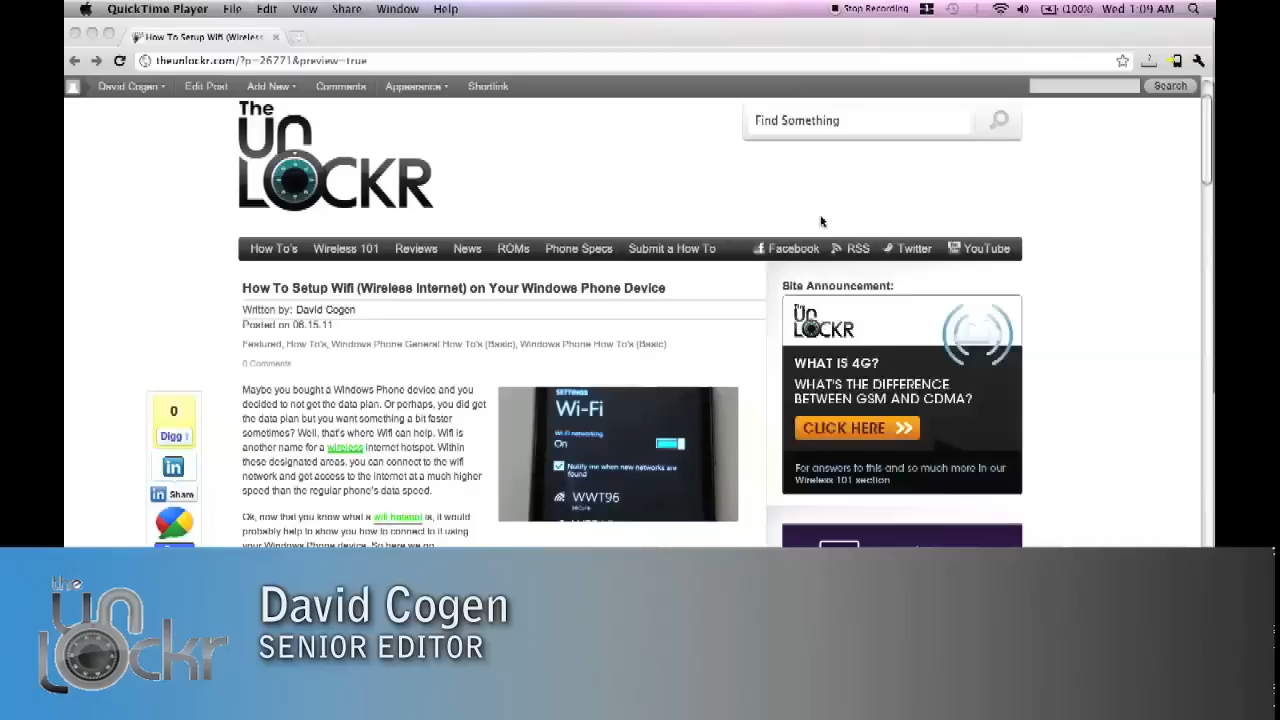 QuickTime Player File Edit View Share Window Help
Stop Recording (100%) Wed 1:09 AM
How To Setup Wifi (Wireless
theunlockr.com/?p=26771&preview=true
David Cogen Edit Post Add New Comments Appearance Shortlink Search
The
UN
LOCKR
Find Something
How To's Wireless 101 Reviews News ROMs Phone Specs Submit a How To Facebook RSS Twitter YouTube
How To Setup Wifi (Wireless Internet) on Your Windows Phone Device
Written by: David Cogen
Posted on 06.15.11
Featured, How To's, Windows Phone General How To's (Basic), Windows Phone How To's (Basic)
0 Comments
0
Digg
Share
Maybe you bought a Windows Phone device and you
decided to not get the data plan. Or perhaps, you did get
the data plan but you want something a bit faster
sometimes? Well, that's where Wifi can help. Wifi is
another name for a wireless internet hotspot. Within
these designated areas, you can connect to the wifi
network and get access to the internet at a much higher
speed than the regular phone's data speed.
Ok, now that you know what a wifi hotspot is, it would
probably help to show you how to connect to it using
your Windows Phone device. So here we go
SETTINGS
Wi-Fi
Wi-Fi networking
On
Notify me when new networks are
found
WWT96
secure
Site Announcement:
The
UN
LOCKR
WHAT IS 4G?
WHAT'S THE DIFFERENCE
BETWEEN GSM AND CDMA?
CLICK HERE
For answers to this and so much more in our
Wireless 101 section
the
un
lockr
David Cogen
SENIOR EDITOR